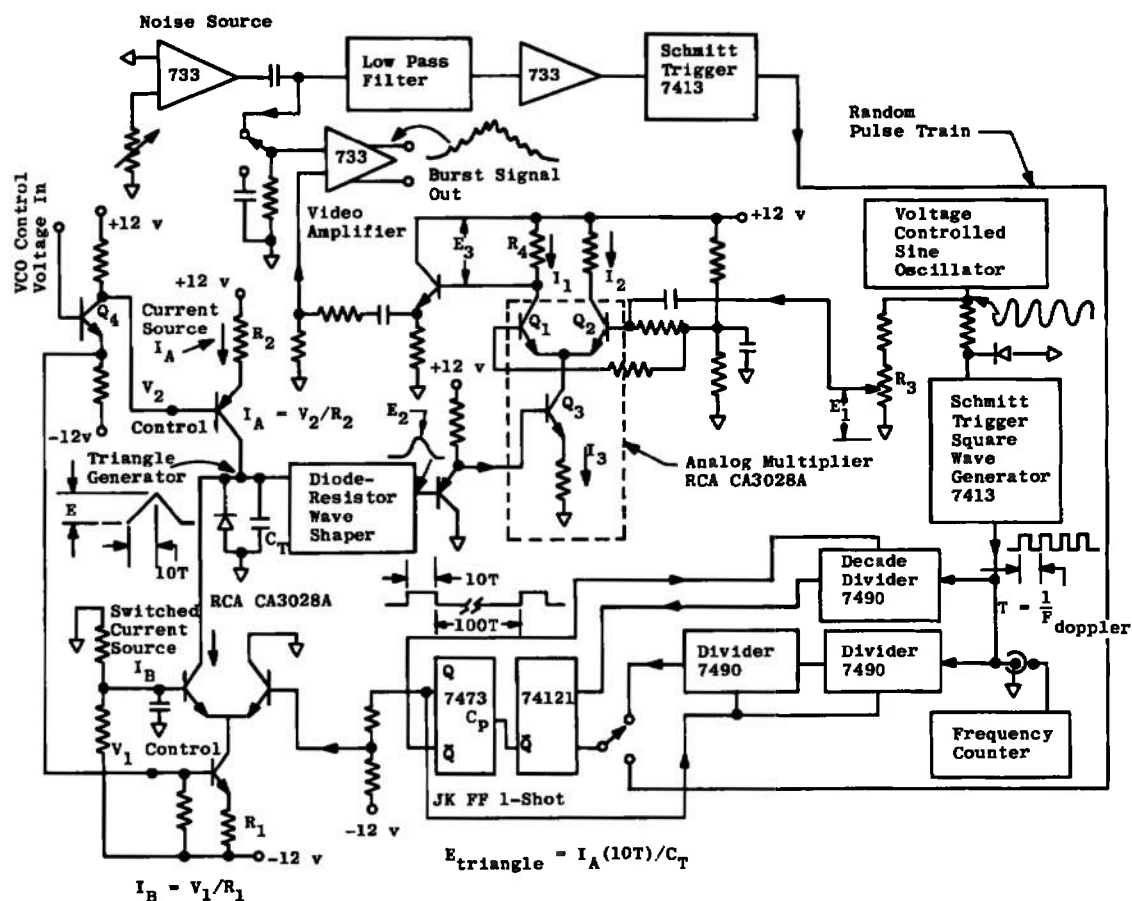 Noise Source
733
Low Pass
Filter
733
Schmitt
Trigger
7413
Random
Pulse Train
733
Burst Signal
Out
Video
Amplifier
VCO Control
Voltage In
+12 v
Q4
-12v
Current
Source
IA
+12 v
R2
V2
Control
IA = V2/R2
E3
R4
I1
I2
+12 v
Q1
Q2
Q3
I3
+12 v
E2
Analog Multiplier
RCA CA3028A
Voltage
Controlled
Sine
Oscillator
R3
E1
Schmitt
Trigger
Square
Wave
Generator
7413
Triangle
Generator
E
10T
CT
Diode-
Resistor
Wave
Shaper
RCA CA3028A
10T
100T
Decade
Divider
7490
T = 1/Fdoppler
Switched
Current
Source
IB
V1
Control
R1
-12 v
IB = V1/R1
-12 v
Q
7473
CP
Q̄
74121
Q̄
JK FF 1-Shot
Divider
7490
Divider
7490
Frequency
Counter
Etriangle = IA(10T)/CT